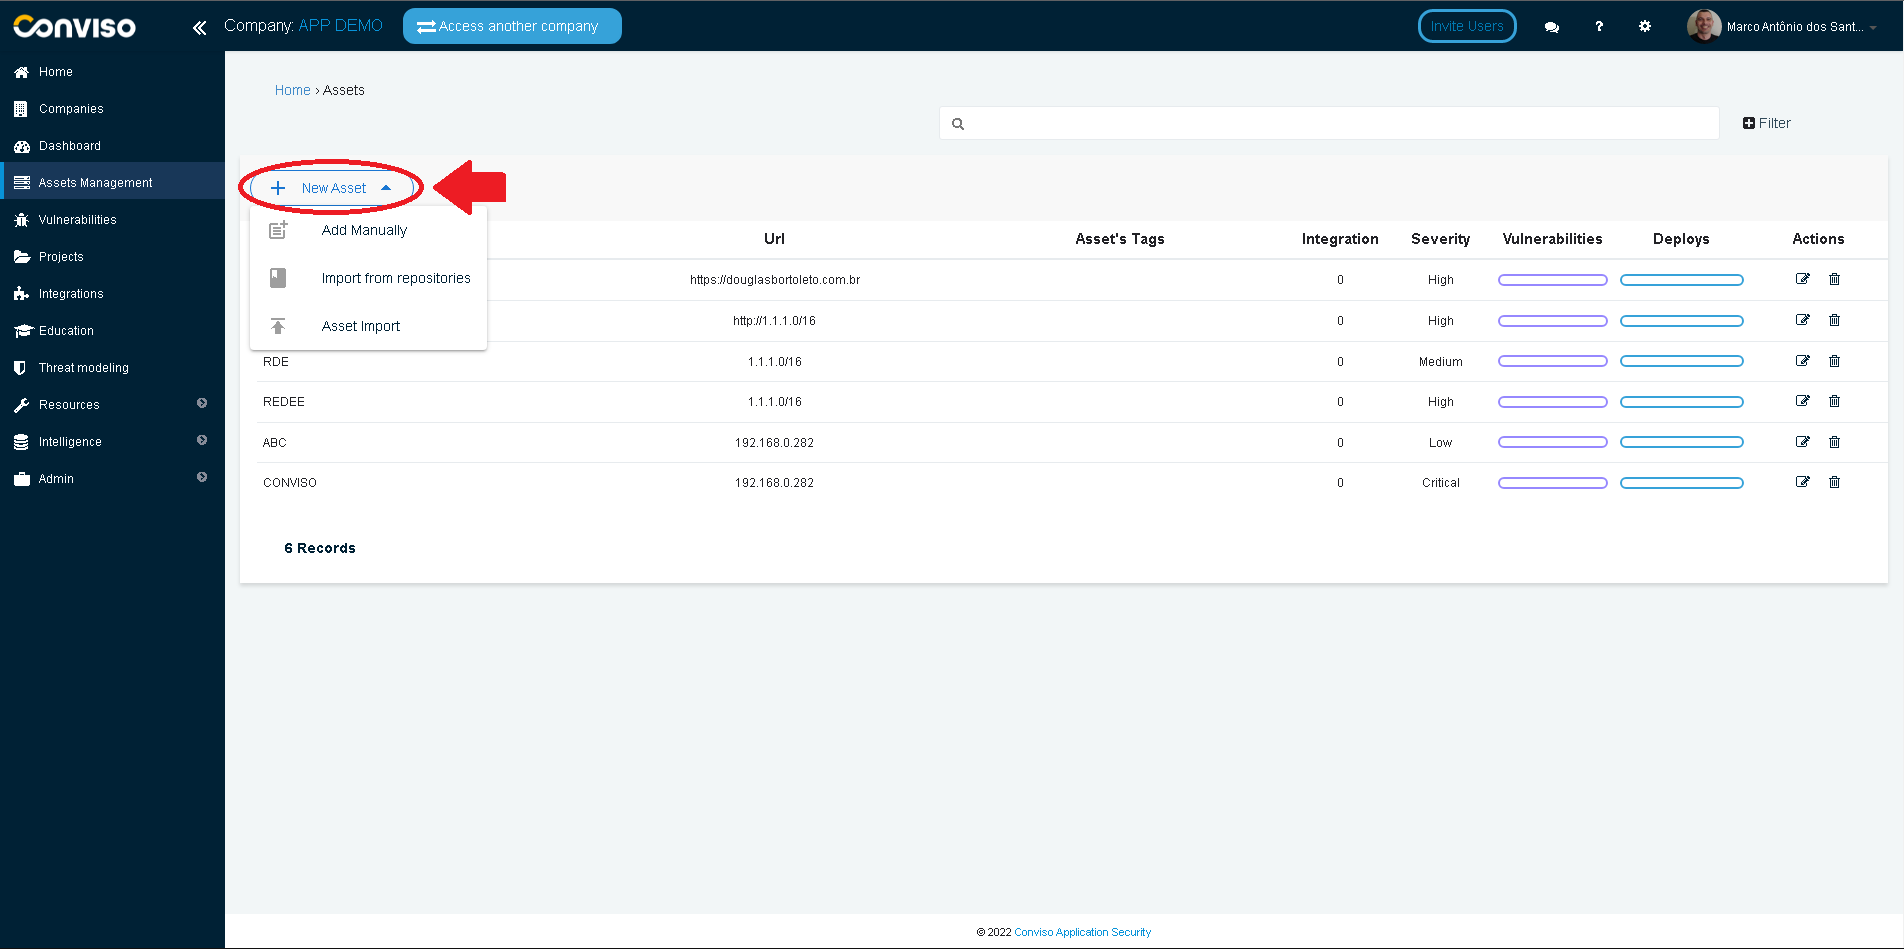 Conviso
Company: APP DEMO
Access another company
Invite Users
?
Marco Antônio dos Sant...
Home
Companies
Dashboard
Assets Management
Vulnerabilities
Projects
Integrations
Education
Threat modeling
Resources
Intelligence
Admin
Home › Assets
Filter
New Asset
Add Manually
Import from repositories
Asset Import
Url Asset's Tags Integration Severity Vulnerabilities Deploys Actions
https://douglasbortoleto.com.br 0 High
http://1.1.1.0/16 0 High
RDE 1.1.1.0/16 0 Medium
REDEE 1.1.1.0/16 0 High
ABC 192.168.0.282 0 Low
CONVISO 192.168.0.282 0 Critical
6 Records
© 2022 Conviso Application Security